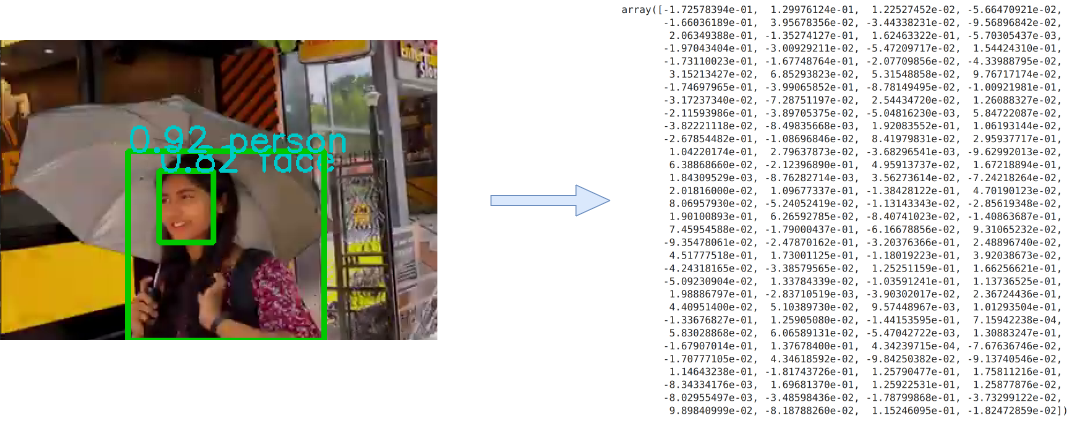 0.92 person
0.62 face
array([-1.72578394e-01, 1.29976124e-01, 1.22527452e-02, -5.66470921e-02,
-1.66036189e-01, 3.95678356e-02, -3.44338231e-02, -9.56896842e-02,
2.06349388e-01, -1.35274127e-01, 1.62463322e-01, -5.70305437e-03,
-1.97043404e-01, -3.00929211e-02, -5.47209717e-02, 1.54424310e-01,
-1.73110023e-01, -1.67748764e-01, -2.07709856e-02, -4.33988795e-02,
3.15213427e-02, 6.85293823e-02, 5.31548858e-02, 9.76717174e-02,
-1.74697965e-01, -3.99065852e-01, -8.78149495e-02, -1.00921981e-01,
-3.17237340e-02, -7.28751197e-02, 2.54434720e-02, 1.26088327e-02,
-2.11593986e-01, -3.89705375e-02, -5.03048619e-03, 5.84722087e-02,
-3.82221118e-02, -8.49835668e-03, 1.92083552e-01, 1.06193144e-02,
-2.67854482e-01, -1.08696846e-02, 8.41979831e-02, 2.95937717e-01,
1.04220174e-01, 2.79637873e-02, -3.68296541e-03, -9.62992013e-02,
6.38868660e-02, -2.12396890e-01, 4.95913737e-02, 1.67218894e-01,
1.84309529e-03, -8.76282714e-03, 3.56273614e-02, -7.24218264e-02,
2.01816000e-02, 1.09677337e-01, -1.38428122e-01, 4.70190123e-02,
8.06957930e-02, -5.24052419e-02, -1.13143343e-02, -2.85619348e-02,
1.90100893e-01, 6.26592785e-02, -8.40741023e-02, -1.40863687e-01,
7.45954588e-02, -1.79000437e-01, -6.16678856e-02, 9.31065232e-02,
-9.35478061e-02, -2.47870162e-01, -3.20376366e-01, 2.48896740e-02,
4.51777518e-01, 1.73001125e-01, -1.18019223e-01, 3.92038673e-02,
-4.24318165e-02, -3.38579565e-02, 1.25251159e-01, 1.66256621e-01,
-5.09230904e-02, 1.33784339e-02, -1.03591241e-01, 1.13736525e-01,
1.98886797e-01, -2.83710519e-03, -3.90302017e-02, 2.36724436e-01,
4.40951400e-02, 5.10389730e-02, 9.57448967e-03, 1.01293504e-01,
-1.33676827e-01, 1.25905080e-02, -1.44153595e-01, 7.15942238e-04,
5.83028868e-02, 6.06589131e-02, -5.47042722e-03, 1.30883247e-01,
-1.67907014e-01, 1.37678400e-01, 4.34239715e-04, -7.67636746e-02,
-1.70777105e-02, 4.34618592e-02, -9.84250382e-02, -9.13740546e-02,
1.14643238e-01, -1.81743726e-01, 1.25790477e-01, 1.75811216e-01,
-8.34334176e-03, 1.69681370e-01, 1.25922531e-01, 1.25877876e-02,
-8.02955497e-03, -3.48598436e-02, -1.78799868e-01, -3.73299122e-02,
9.89840999e-02, -8.18788260e-02, 1.15246095e-01, -1.82472859e-02])